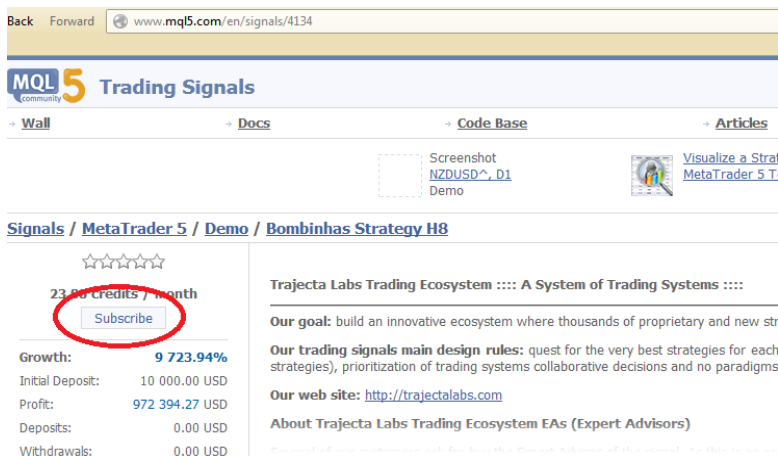 Back Forward www.mql5.com/en/signals/4134
MQL5 community Trading Signals
Wall Docs Code Base Articles
Screenshot
NZDUSD^, D1
Demo
Visualize a Strat
MetaTrader 5 T
Signals / MetaTrader 5 / Demo / Bombinhas Strategy H8
credits / month
Subscribe
Growth: 9 723.94%
Initial Deposit: 10 000.00 USD
Profit: 972 394.27 USD
Deposits: 0.00 USD
Withdrawals: 0.00 USD
Trajecta Labs Trading Ecosystem :::: A System of Trading Systems ::::
Our goal: build an innovative ecosystem where thousands of proprietary and new str
Our trading signals main design rules: quest for the very best strategies for each
strategies), prioritization of trading systems collaborative decisions and no paradigms
Our web site: http://trajectalabs.com
About Trajecta Labs Trading Ecosystem EAs (Expert Advisors)